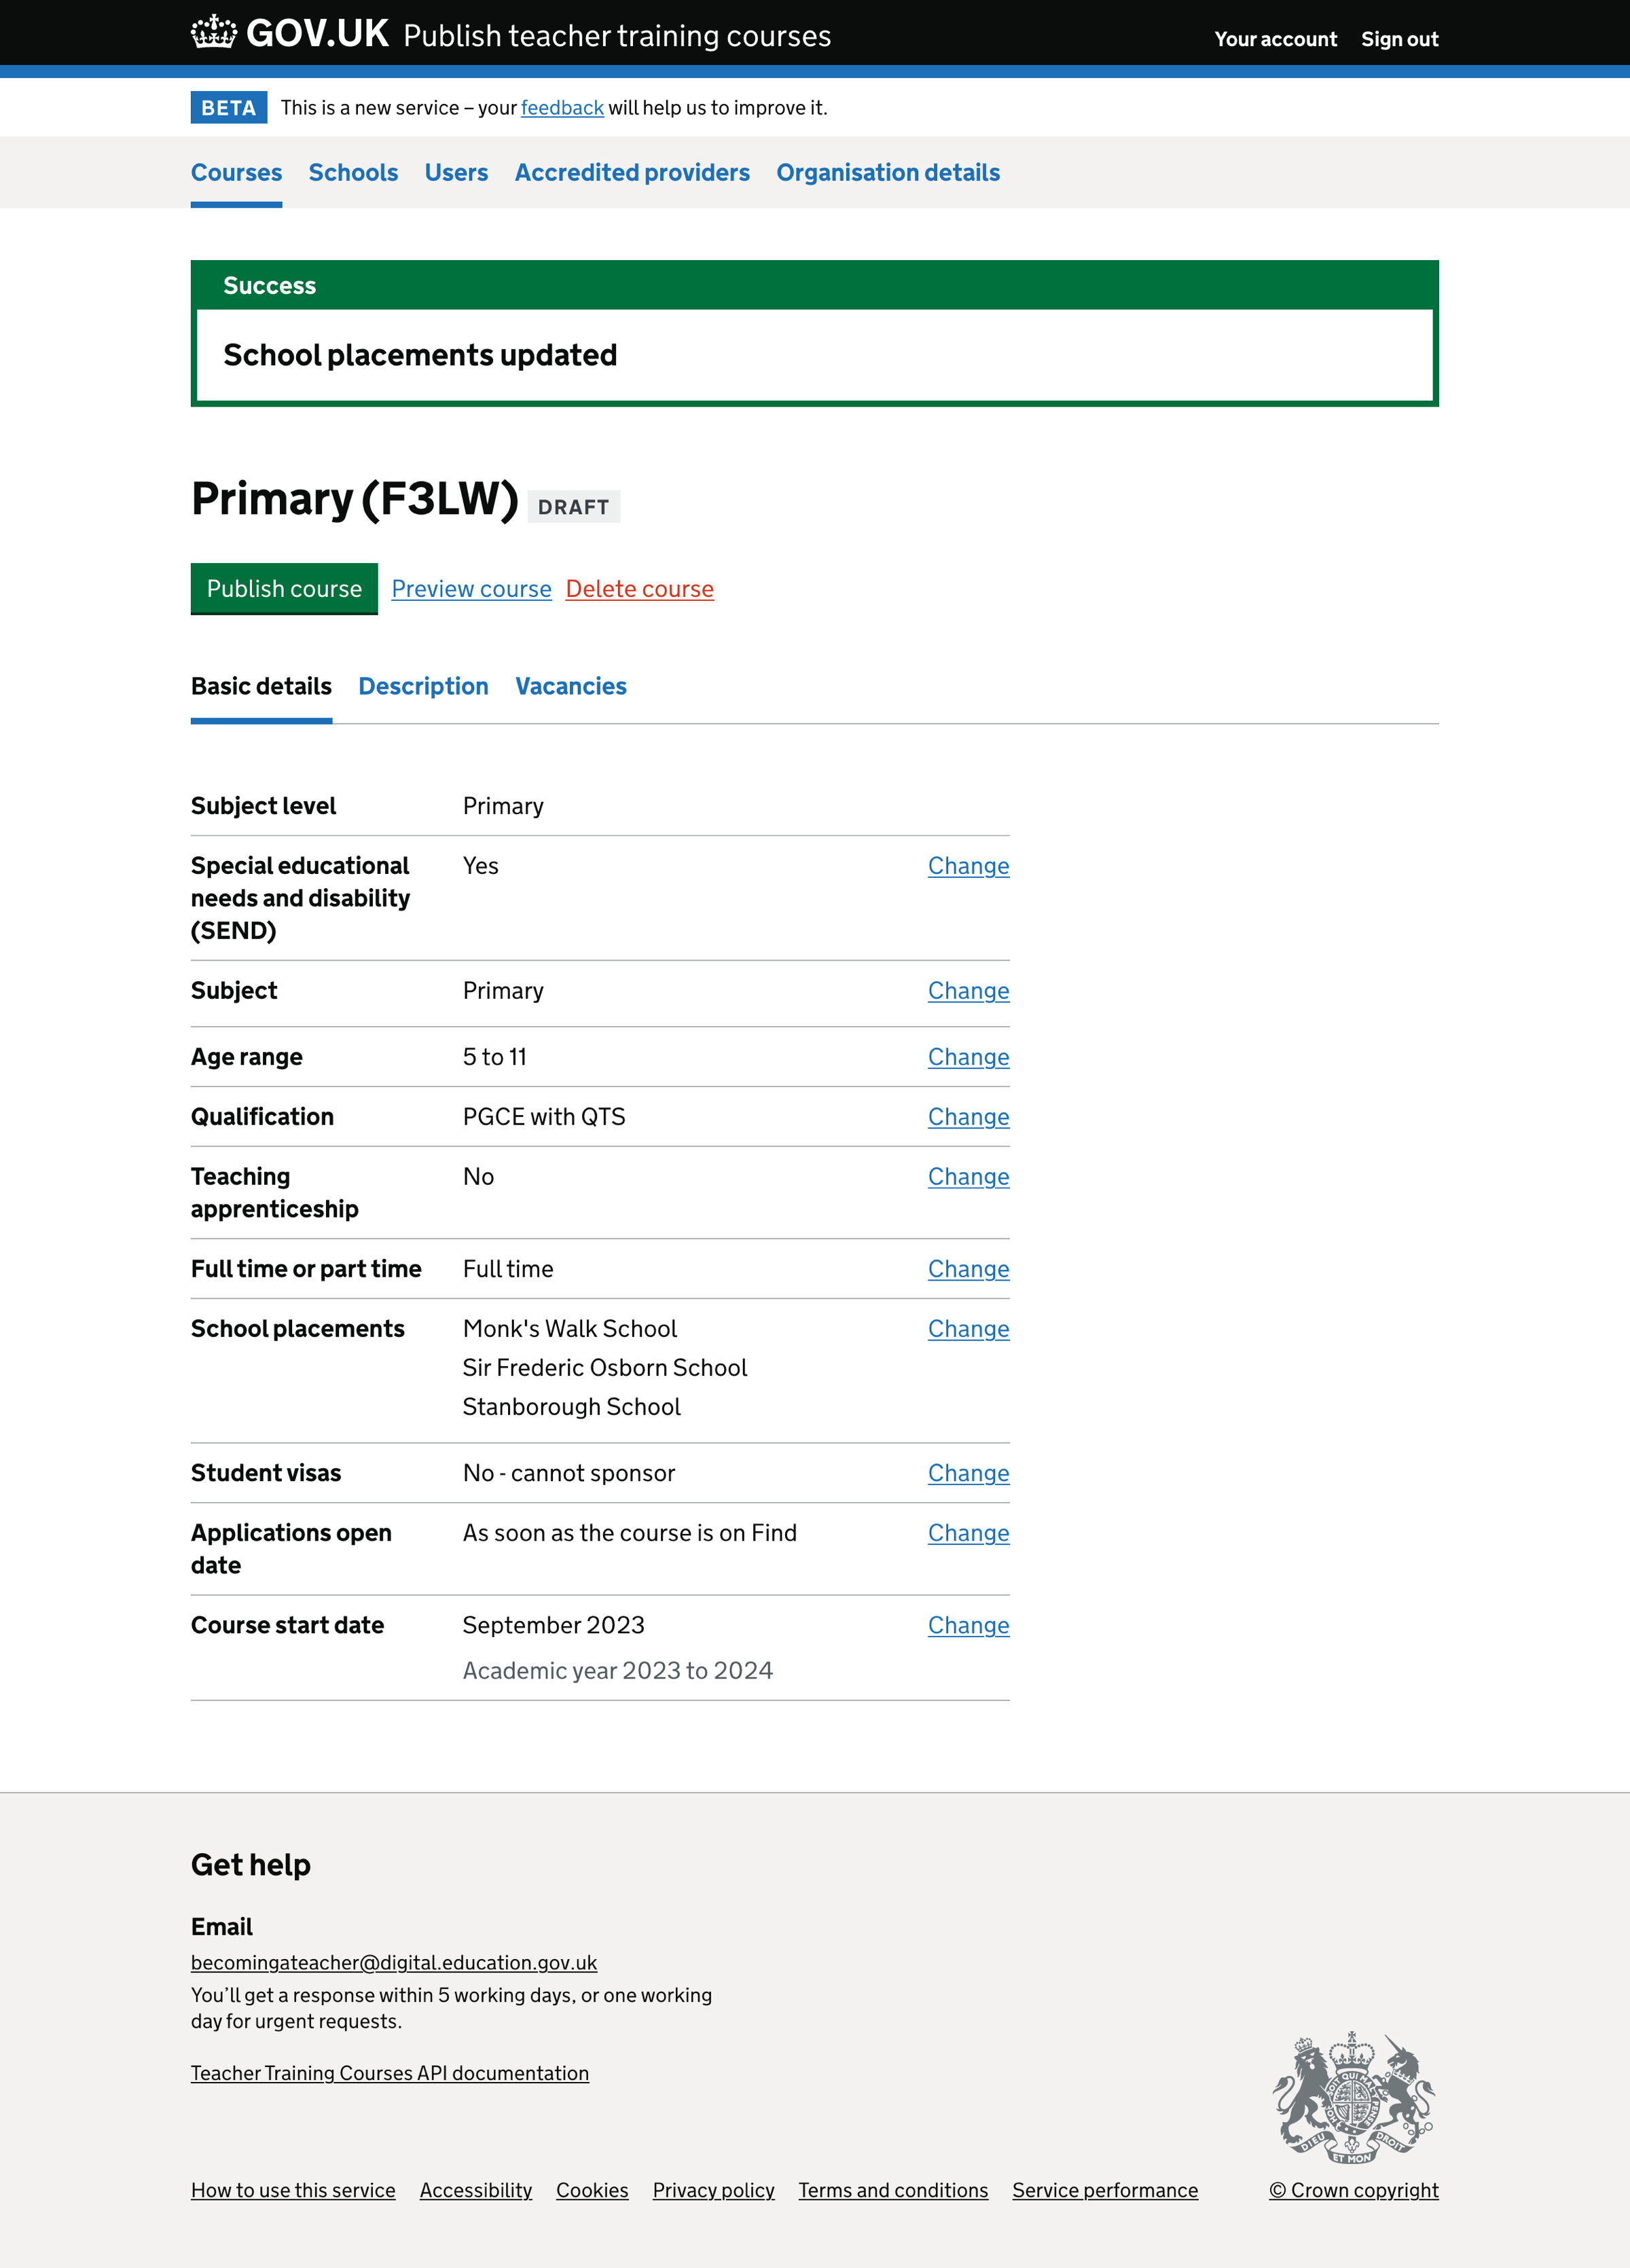 GOV.UK Publish teacher training courses
Your account Sign out
BETA This is a new service – your feedback will help us to improve it.
Courses Schools Users Accredited providers Organisation details
Success
School placements updated
Primary (F3LW) DRAFT
Publish course Preview course Delete course
Basic details Description Vacancies
Subject level Primary
Special educational Yes Change
needs and disability
(SEND)
Subject Primary Change
Age range 5 to 11 Change
Qualification PGCE with QTS Change
Teaching No Change
apprenticeship
Full time or part time Full time Change
School placements Monk's Walk School Change
Sir Frederic Osborn School
Stanborough School
Student visas No - cannot sponsor Change
Applications open As soon as the course is on Find Change
date
Course start date September 2023 Change
Academic year 2023 to 2024
Get help
Email
becomingateacher@digital.education.gov.uk
You’ll get a response within 5 working days, or one working
day for urgent requests.
Teacher Training Courses API documentation
DIEU ET MON DROIT
How to use this service Accessibility Cookies Privacy policy Terms and conditions Service performance © Crown copyright